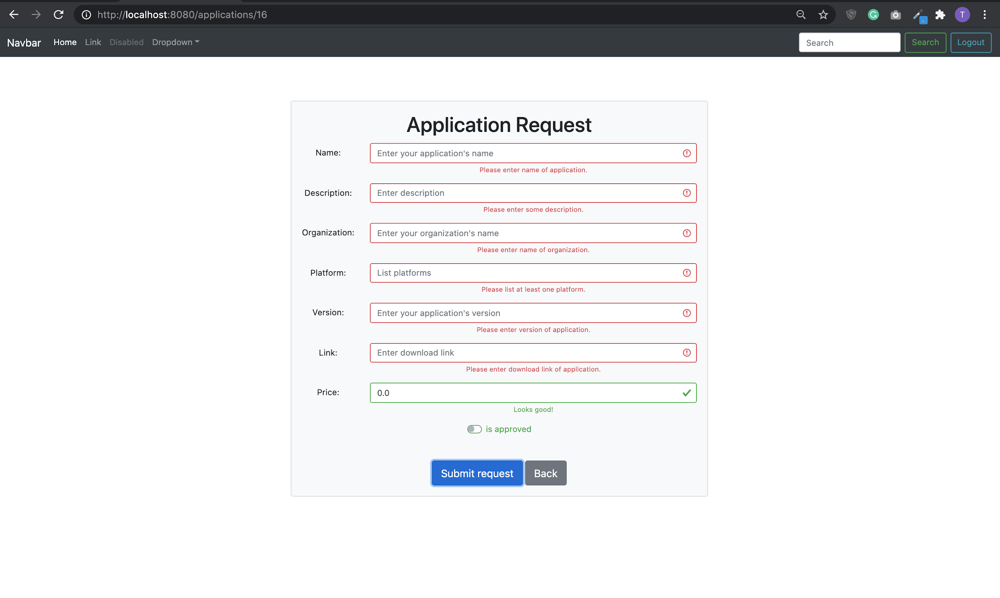 http://localhost:8080/applications/16
T
Navbar Home Link Disabled Dropdown Search Search Logout
Application Request
Name: Enter your application's name
Please enter name of application.
Description: Enter description
Please enter some description.
Organization: Enter your organization's name
Please enter name of organization.
Platform: List platforms
Please list at least one platform.
Version: Enter your application's version
Please enter version of application.
Link: Enter download link
Please enter download link of application.
Price: 0.0
Looks good!
is approved
Submit request Back